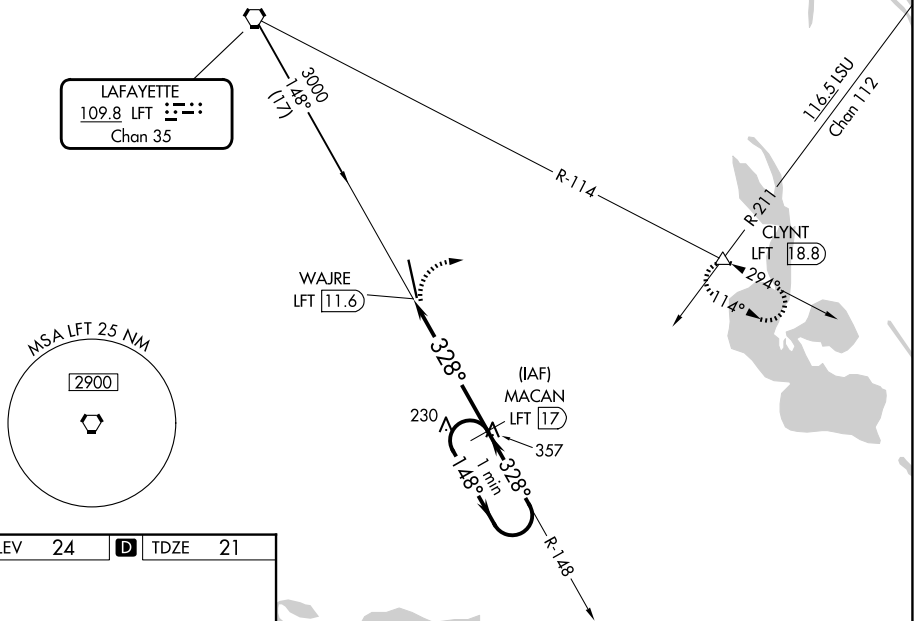 LAFAYETTE
109.8 LFT
Chan 35
3000
148°
(17)
116.5 LSU
Chan 112
R-114
R-211
CLYNT
LFT 18.8
294°
114°
WAJRE
LFT 11.6
328°
(IAF)
MACAN
LFT 17
230
357
1 min
148°
328°
R-148
MSA LFT 25 NM
2900
LEV 24 D TDZE 21